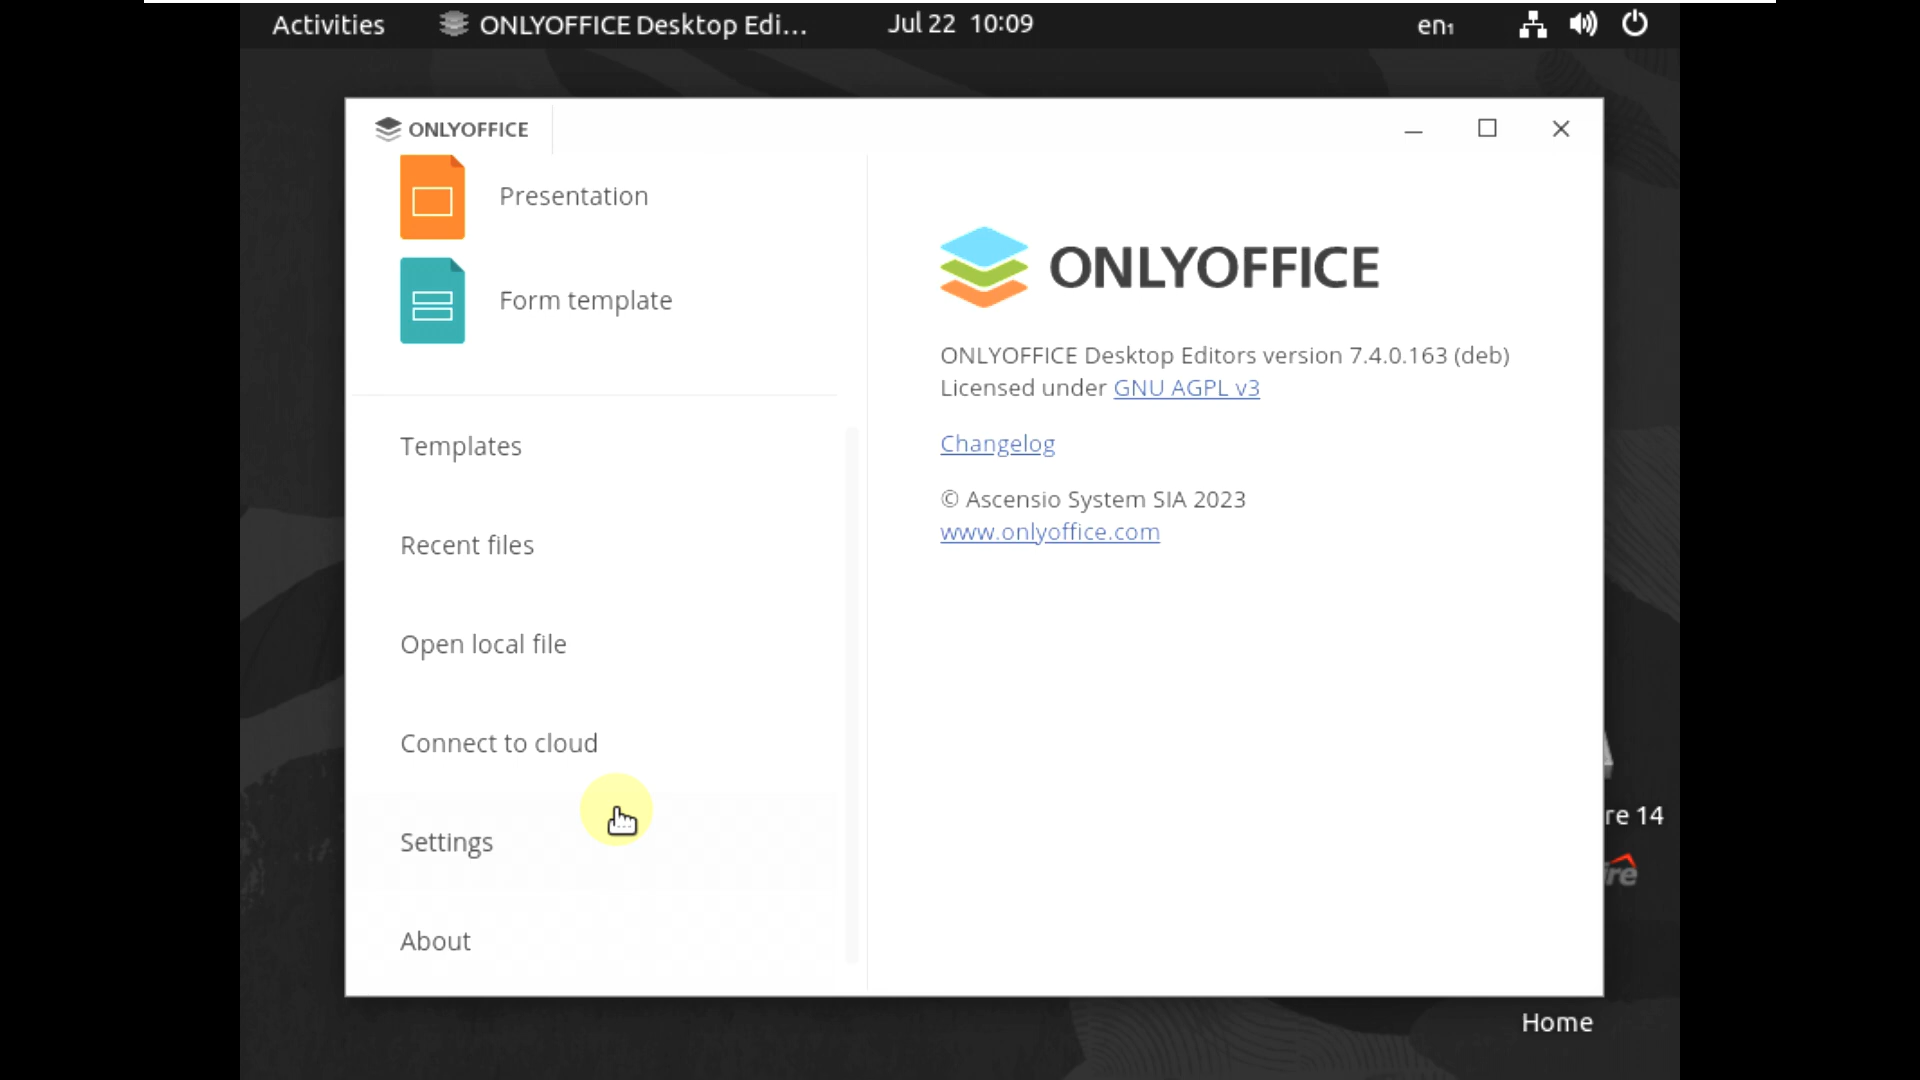 Activities
ONLYOFFICE Desktop Edi...
Jul 22 10:09
en₁
ONLYOFFICE
Presentation
Form template
Templates
Recent files
Open local file
Connect to cloud
Settings
About
ONLYOFFICE
ONLYOFFICE Desktop Editors version 7.4.0.163 (deb)
Licensed under GNU AGPL v3
Changelog
© Ascensio System SIA 2023
www.onlyoffice.com
re 14
ire
Home